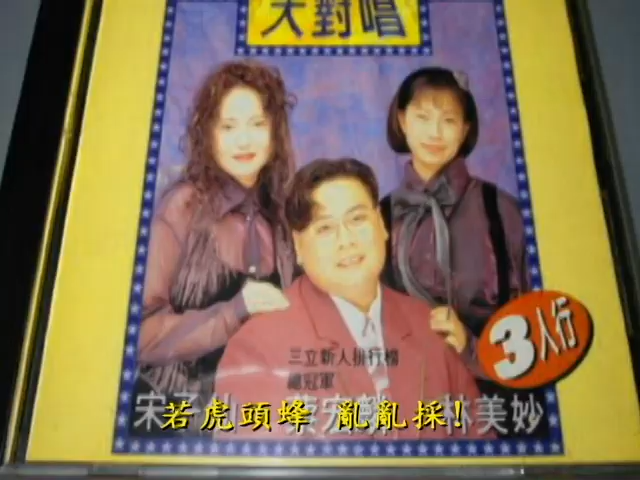 大對唱
3人行
三立新人排行榜
總冠軍
宋 林美妙
若虎頭蜂 亂亂採!